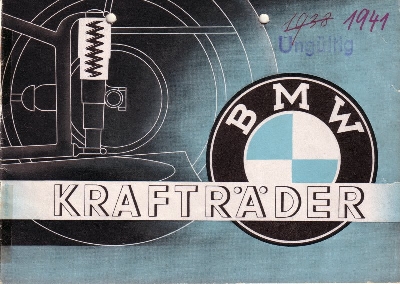 1938 1941
Ungültig
BMW
KRAFTRÄDER